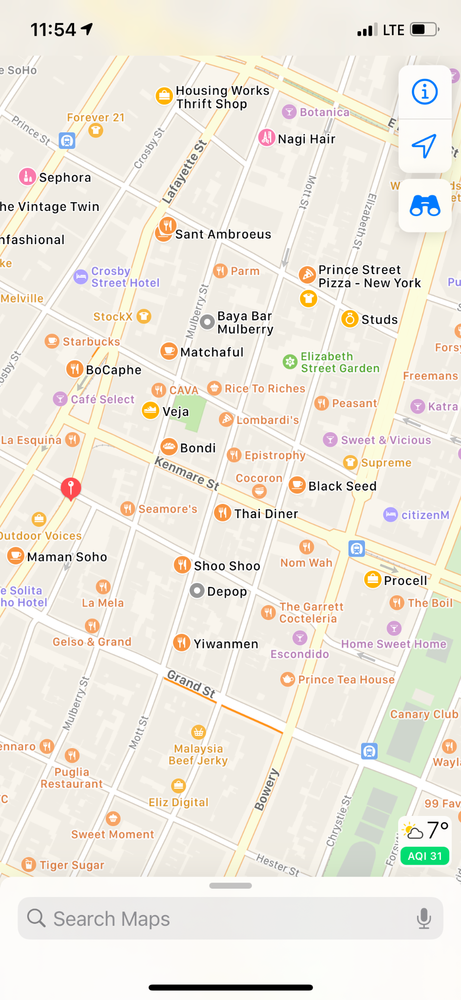 11:54
LTE
e SoHo
Housing Works
Thrift Shop
Botanica
Forever 21
Prince St
Crosby St
Nagi Hair
Lafayette St
Sephora
Mott St
Elizabeth St
he Vintage Twin
Sant Ambroeus
nfashional
ke
Crosby
Street Hotel
Parm
Prince Street
Pizza - New York
Melville
Mulberry St
StockX
Baya Bar
Mulberry
Studs
Starbucks
Matchaful
Elizabeth
Street Garden
Forsy
osby St
BoCaphe
Freemans
CAVA
Rice To Riches
Café Select
Veja
Peasant
Katra
Lombardi's
La Esquina
Bondi
Sweet & Vicious
Epistrophy
Supreme
Kenmare St
Cocoron
Black Seed
Seamore's
Thai Diner
citizenM
Outdoor Voices
Maman Soho
Shoo Shoo
Nom Wah
Procell
e Solita
ho Hotel
La Mela
Depop
The Garrett
Cocteleria
The Boil
Gelso & Grand
Yiwanmen
Escondido
Home Sweet Home
Grand St
Prince Tea House
Mulberry St
Mott St
Canary Club
ennaro
Malaysia
Beef Jerky
Wayla
Puglia
Restaurant
Bowery
Eliz Digital
Chrystie St
99 Fav
Sweet Moment
7°
AQI 31
Tiger Sugar
Hester St
Forsyt
Search Maps